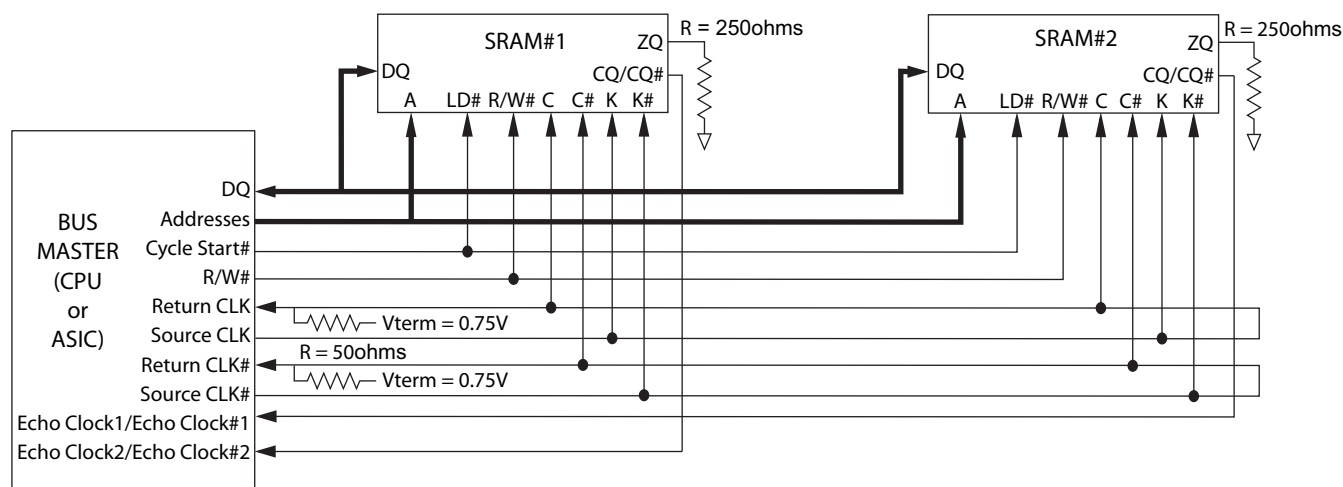 R = 250ohms
SRAM#1
ZQ
CQ/CQ#
DQ
A LD# R/W# C C# K K#
R = 250ohms
SRAM#2
ZQ
CQ/CQ#
DQ
A LD# R/W# C C# K K#
BUS
MASTER
(CPU
or
ASIC)
DQ
Addresses
Cycle Start#
R/W#
Return CLK
Vterm = 0.75V
Source CLK
R = 50ohms
Return CLK#
Vterm = 0.75V
Source CLK#
Echo Clock1/Echo Clock#1
Echo Clock2/Echo Clock#2